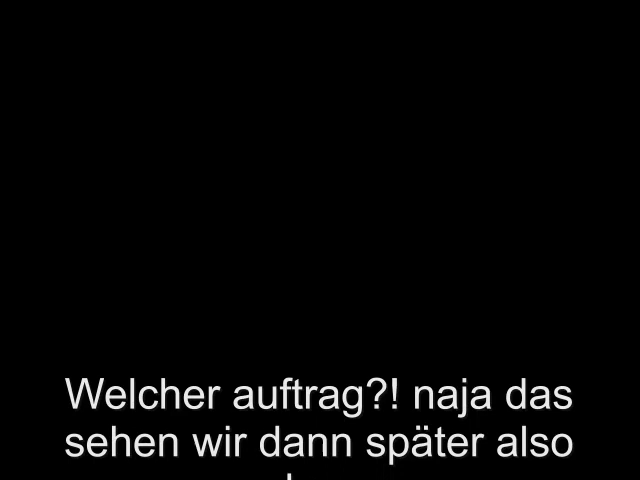 Welcher auftrag?! naja das
sehen wir dann später also